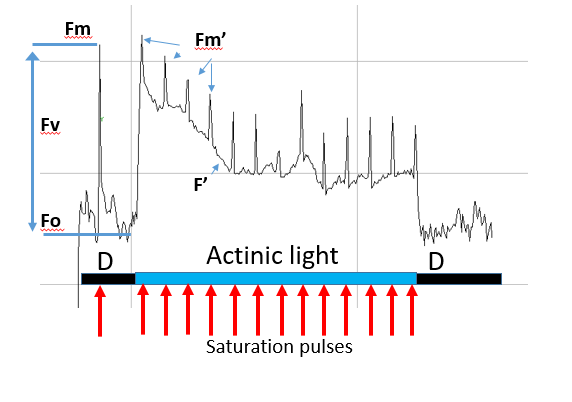 Fm
Fm’
Fv
F’
Fo
D
Actinic light
D
Saturation pulses